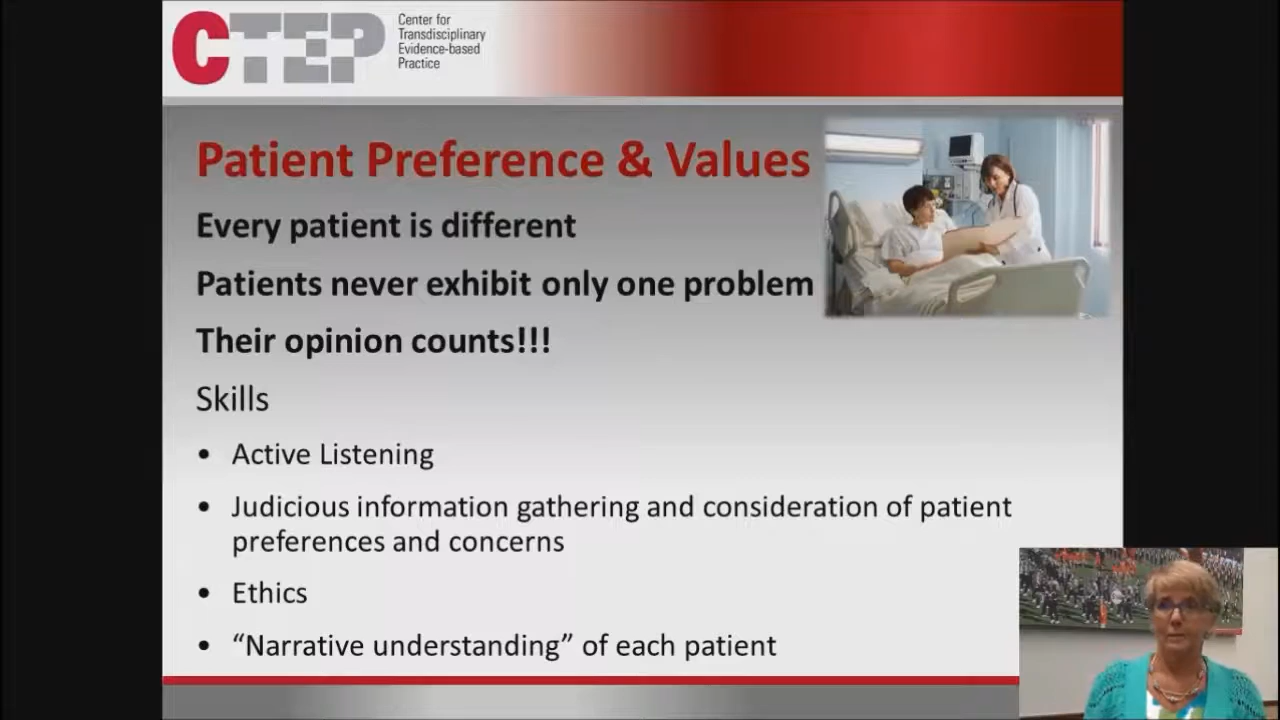 CTEP
Center for
Transdisciplinary
Evidence-based
Practice
Patient Preference & Values
Every patient is different
Patients never exhibit only one problem
Their opinion counts!!!
Skills
• Active Listening
• Judicious information gathering and consideration of patient
preferences and concerns
• Ethics
• “Narrative understanding” of each patient